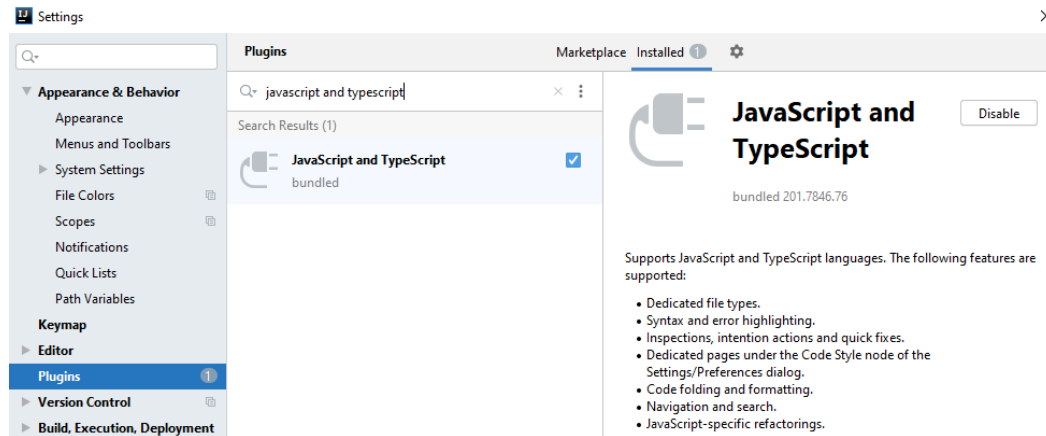 IJ Settings
Plugins
Marketplace Installed 1
Appearance & Behavior
Appearance
Menus and Toolbars
System Settings
File Colors
Scopes
Notifications
Quick Lists
Path Variables
Keymap
Editor
Plugins 1
Version Control
Build, Execution, Deployment
javascript and typescript
Search Results (1)
JavaScript and TypeScript
bundled
JavaScript and
TypeScript
Disable
bundled 201.7846.76
Supports JavaScript and TypeScript languages. The following features are
supported:
• Dedicated file types.
• Syntax and error highlighting.
• Inspections, intention actions and quick fixes.
• Dedicated pages under the Code Style node of the
Settings/Preferences dialog.
• Code folding and formatting.
• Navigation and search.
• JavaScript-specific refactorings.